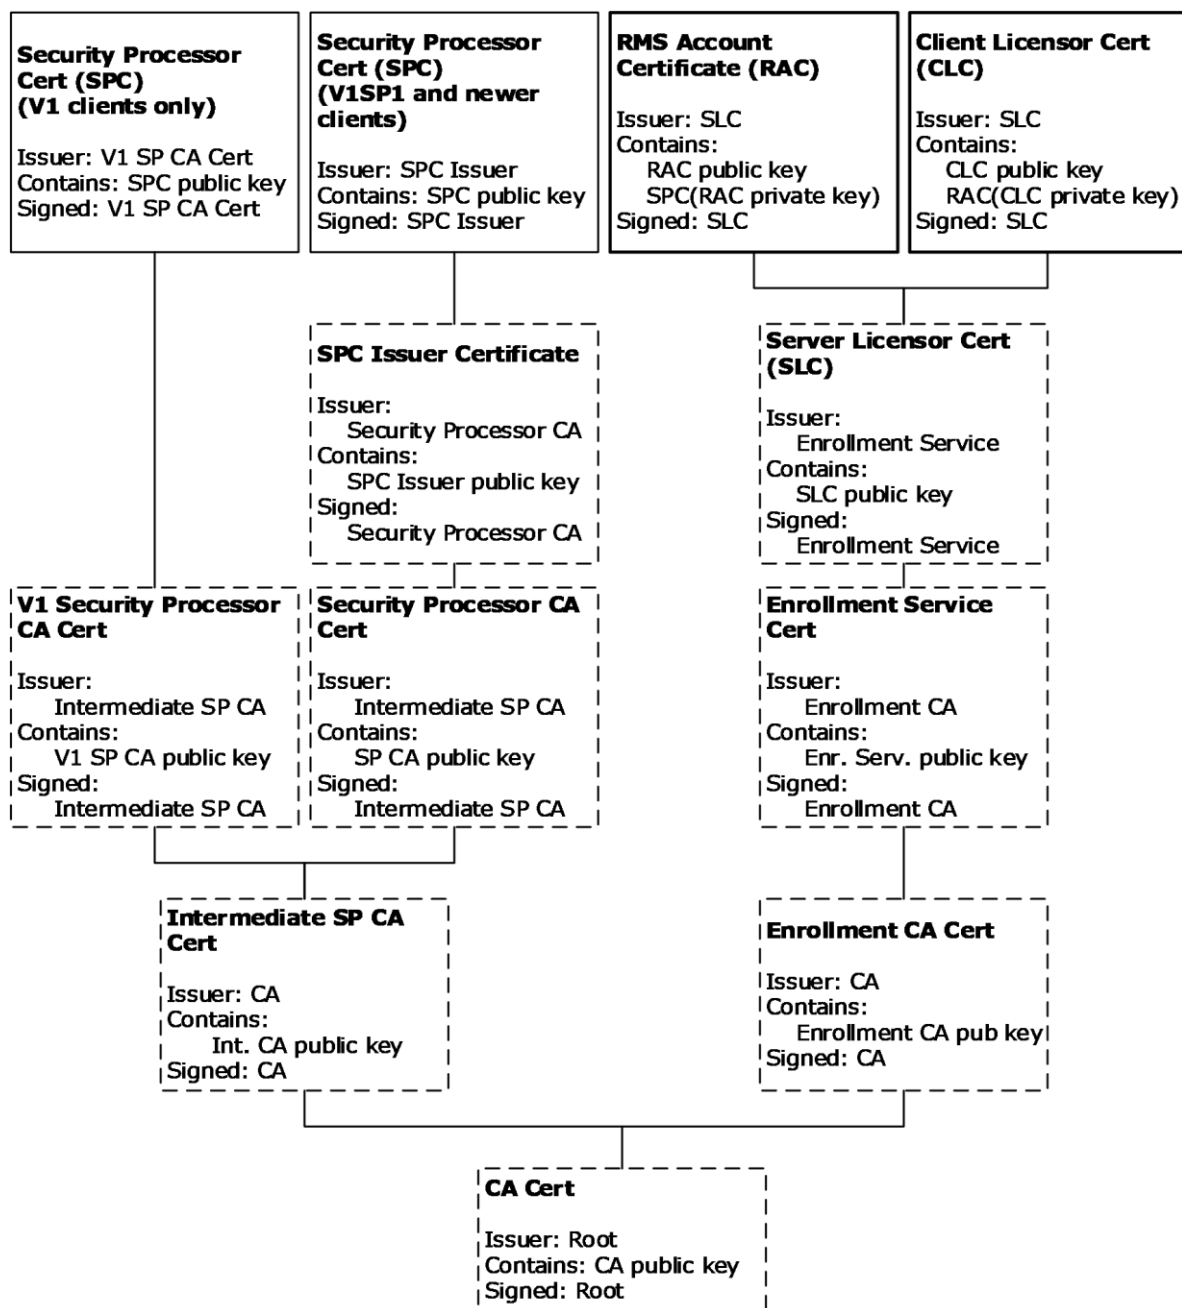 Security Processor
Cert (SPC)
(V1 clients only)
Issuer: V1 SP CA Cert
Contains: SPC public key
Signed: V1 SP CA Cert
Security Processor
Cert (SPC)
(V1SP1 and newer
clients)
Issuer: SPC Issuer
Contains: SPC public key
Signed: SPC Issuer
RMS Account
Certificate (RAC)
Issuer: SLC
Contains:
RAC public key
SPC(RAC private key)
Signed: SLC
Client Licensor Cert
(CLC)
Issuer: SLC
Contains:
CLC public key
RAC(CLC private key)
Signed: SLC
SPC Issuer Certificate
Issuer:
Security Processor CA
Contains:
SPC Issuer public key
Signed:
Security Processor CA
Server Licensor Cert
(SLC)
Issuer:
Enrollment Service
Contains:
SLC public key
Signed:
Enrollment Service
V1 Security Processor
CA Cert
Issuer:
Intermediate SP CA
Contains:
V1 SP CA public key
Signed:
Intermediate SP CA
Security Processor CA
Cert
Issuer:
Intermediate SP CA
Contains:
SP CA public key
Signed:
Intermediate SP CA
Enrollment Service
Cert
Issuer:
Enrollment CA
Contains:
Enr. Serv. public key
Signed:
Enrollment CA
Intermediate SP CA
Cert
Issuer: CA
Contains:
Int. CA public key
Signed: CA
Enrollment CA Cert
Issuer: CA
Contains:
Enrollment CA pub key
Signed: CA
CA Cert
Issuer: Root
Contains: CA public key
Signed: Root